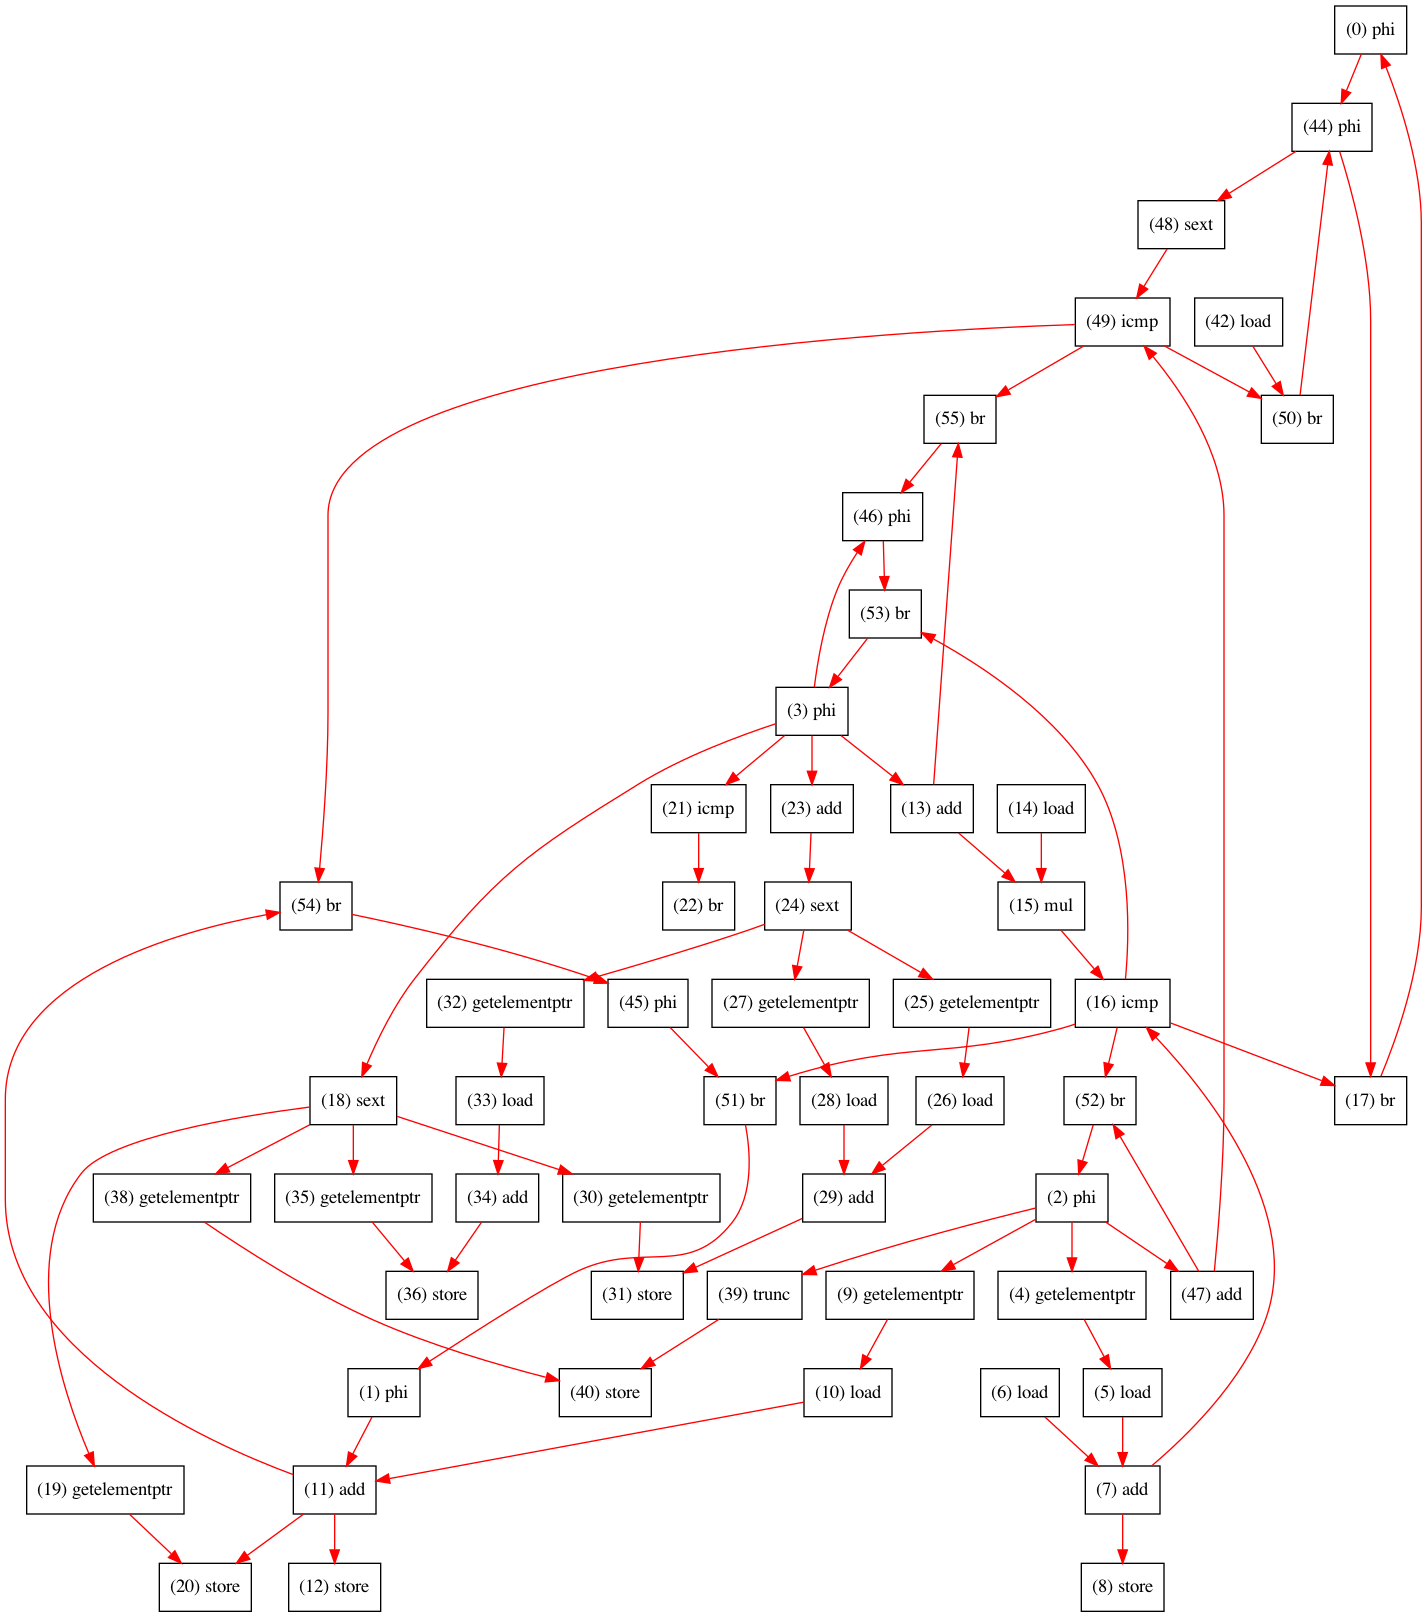 (0) phi
(44) phi
(48) sext
(49) icmp
(42) load
(55) br
(50) br
(46) phi
(53) br
(3) phi
(21) icmp
(23) add
(13) add
(14) load
(54) br
(22) br
(24) sext
(15) mul
(32) getelementptr
(45) phi
(27) getelementptr
(25) getelementptr
(16) icmp
(18) sext
(33) load
(51) br
(28) load
(26) load
(52) br
(17) br
(38) getelementptr
(35) getelementptr
(34) add
(30) getelementptr
(29) add
(2) phi
(36) store
(31) store
(39) trunc
(9) getelementptr
(4) getelementptr
(47) add
(1) phi
(40) store
(10) load
(6) load
(5) load
(19) getelementptr
(11) add
(7) add
(20) store
(12) store
(8) store